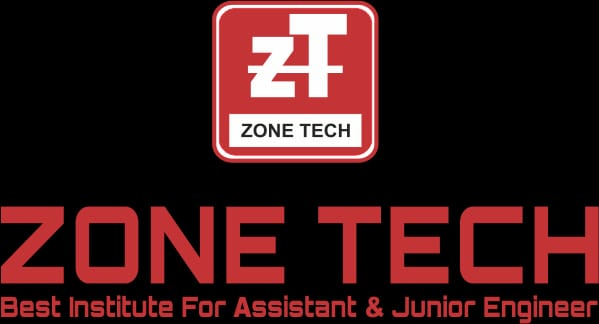 zT
ZONE TECH
ZONE TECH
Best Institute For Assistant & Junior Engineer